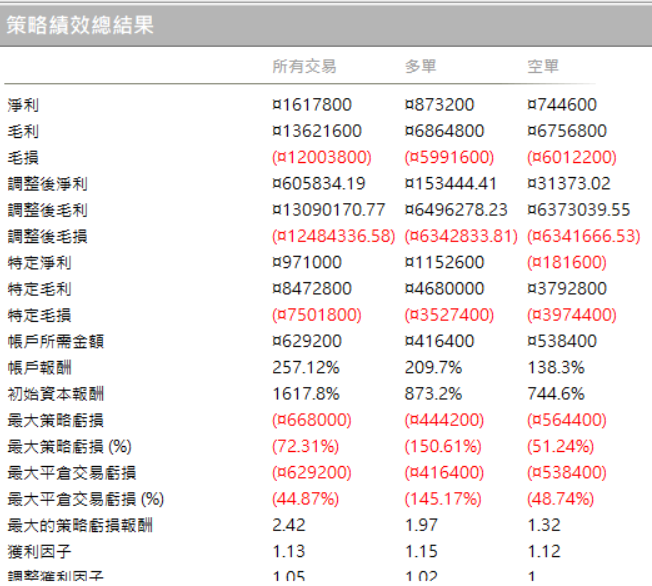 策略績效總結果
所有交易 多單 空單
淨利 ¤1617800 ¤873200 ¤744600
毛利 ¤13621600 ¤6864800 ¤6756800
毛損 (¤12003800) (¤5991600) (¤6012200)
調整後淨利 ¤605834.19 ¤153444.41 ¤31373.02
調整後毛利 ¤13090170.77 ¤6496278.23 ¤6373039.55
調整後毛損 (¤12484336.58) (¤6342833.81) (¤6341666.53)
特定淨利 ¤971000 ¤1152600 (¤181600)
特定毛利 ¤8472800 ¤4680000 ¤3792800
特定毛損 (¤7501800) (¤3527400) (¤3974400)
帳戶所需金額 ¤629200 ¤416400 ¤538400
帳戶報酬 257.12% 209.7% 138.3%
初始資本報酬 1617.8% 873.2% 744.6%
最大策略虧損 (¤668000) (¤444200) (¤564400)
最大策略虧損 (%) (72.31%) (150.61%) (51.24%)
最大平倉交易虧損 (¤629200) (¤416400) (¤538400)
最大平倉交易虧損 (%) (44.87%) (145.17%) (48.74%)
最大的策略虧損報酬 2.42 1.97 1.32
獲利因子 1.13 1.15 1.12
調整獲利因子 1.05 1.02 1